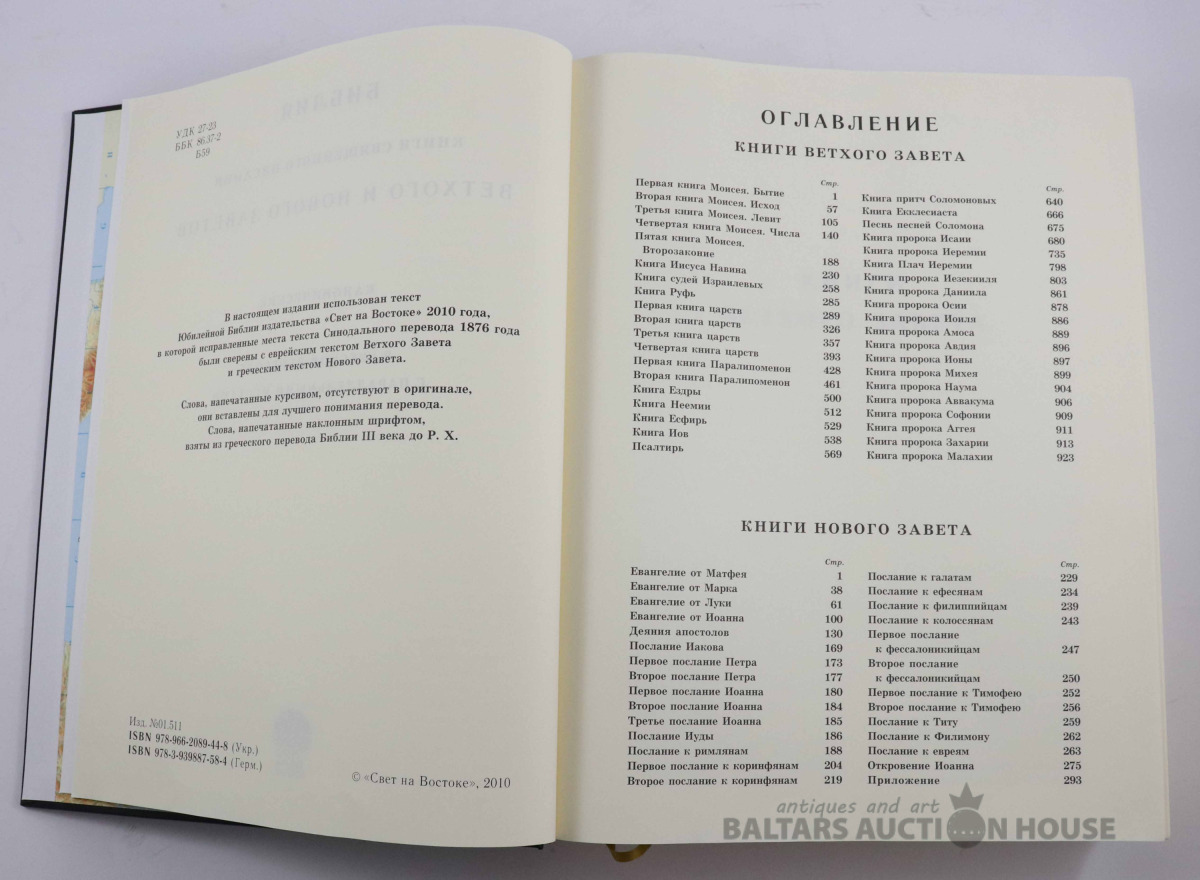 УДК 27-23
ББК 86.37-2
Б59
В настоящем издании использован текст
Юбилейной Библии издательства «Свет на Востоке» 2010 года,
в которой исправленные места текста Синодального перевода 1876 года
были сверены с еврейским текстом Ветхого Завета
и греческим текстом Нового Завета.
Слова, напечатанные курсивом, отсутствуют в оригинале,
они вставлены для лучшего понимания перевода.
Слова, напечатанные наклонным шрифтом,
взяты из греческого перевода Библии III века до Р. Х.
Изд. №01.511
ISBN 978-966-2089-44-8 (Укр.)
ISBN 978-3-939887-58-4 (Герм.)
© «Свет на Востоке», 2010
ОГЛАВЛЕНИЕ
КНИГИ ВЕТХОГО ЗАВЕТА
Стр.
Первая книга Моисея. Бытие 1
Вторая книга Моисея. Исход 57
Третья книга Моисея. Левит 105
Четвертая книга Моисея. Числа 140
Пятая книга Моисея.
Второзаконие 188
Книга Иисуса Навина 230
Книга судей Израилевых 258
Книга Руфь 285
Первая книга царств 289
Вторая книга царств 326
Третья книга царств 357
Четвертая книга царств 393
Первая книга Паралипоменон 428
Вторая книга Паралипоменон 461
Книга Ездры 500
Книга Неемии 512
Книга Есфирь 529
Книга Иов 538
Псалтирь 569
Стр.
Книга притч Соломоновых 640
Книга Екклесиаста 666
Песнь песней Соломона 675
Книга пророка Исаии 680
Книга пророка Иеремии 735
Книга Плач Иеремии 798
Книга пророка Иезекииля 803
Книга пророка Даниила 861
Книга пророка Осии 878
Книга пророка Иоиля 886
Книга пророка Амоса 889
Книга пророка Авдия 896
Книга пророка Ионы 897
Книга пророка Михея 899
Книга пророка Наума 904
Книга пророка Аввакума 906
Книга пророка Софонии 909
Книга пророка Аггея 911
Книга пророка Захарии 913
Книга пророка Малахии 923
КНИГИ НОВОГО ЗАВЕТА
Стр.
Евангелие от Матфея 1
Евангелие от Марка 38
Евангелие от Луки 61
Евангелие от Иоанна 100
Деяния апостолов 130
Послание Иакова 169
Первое послание Петра 173
Второе послание Петра 177
Первое послание Иоанна 180
Второе послание Иоанна 184
Третье послание Иоанна 185
Послание Иуды 186
Послание к римлянам 188
Первое послание к коринфянам 204
Второе послание к коринфянам 219
Стр.
Послание к галатам 229
Послание к ефесянам 234
Послание к филиппийцам 239
Послание к колоссянам 243
Первое послание
к фессалоникийцам 247
Второе послание
к фессалоникийцам 250
Первое послание к Тимофею 252
Второе послание к Тимофею 256
Послание к Титу 259
Послание к Филимону 262
Послание к евреям 263
Откровение Иоанна 275
Приложение 293
antiques and art
BALTARS AUCTION HOUSE